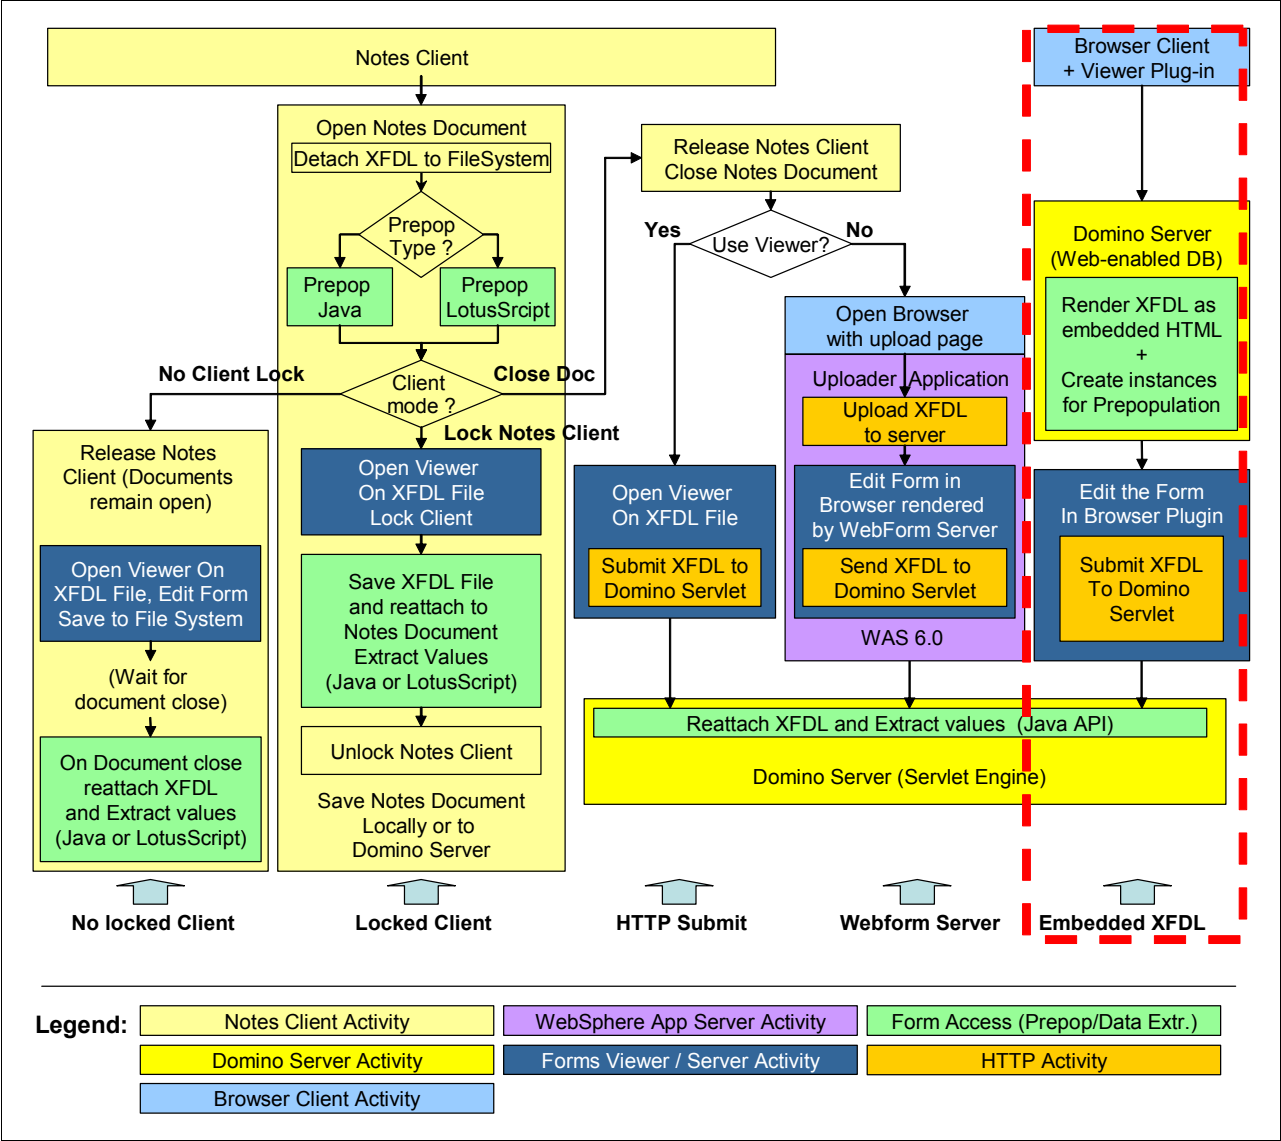 Notes Client
Browser Client
+ Viewer Plug-in
Open Notes Document
Detach XFDL to FileSystem
Prepop
Type ?
Prepop
Java
Prepop
LotusSrcipt
Client
mode ?
No Client Lock
Close Doc
Lock Notes Client
Release Notes Client
Close Notes Document
Use Viewer?
Yes
No
Domino Server
(Web-enabled DB)
Render XFDL as
embedded HTML
+
Create instances
for Prepopulation
Open Browser
with upload page
Uploader Application
Upload XFDL
to server
Edit Form in
Browser rendered
by WebForm Server
Send XFDL to
Domino Servlet
WAS 6.0
Release Notes
Client (Documents
remain open)
Open Viewer On
XFDL File, Edit Form
Save to File System
(Wait for
document close)
On Document close
reattach XFDL
and Extract values
(Java or LotusScript)
Open Viewer
On XFDL File
Lock Client
Save XFDL File
and reattach to
Notes Document
Extract Values
(Java or LotusScript)
Unlock Notes Client
Save Notes Document
Locally or to
Domino Server
Open Viewer
On XFDL File
Submit XFDL to
Domino Servlet
Edit the Form
In Browser Plugin
Submit XFDL
To Domino
Servlet
Reattach XFDL and Extract values (Java API)
Domino Server (Servlet Engine)
No locked Client
Locked Client
HTTP Submit
Webform Server
Embedded XFDL
Legend:
Notes Client Activity
WebSphere App Server Activity
Form Access (Prepop/Data Extr.)
Domino Server Activity
Forms Viewer / Server Activity
HTTP Activity
Browser Client Activity